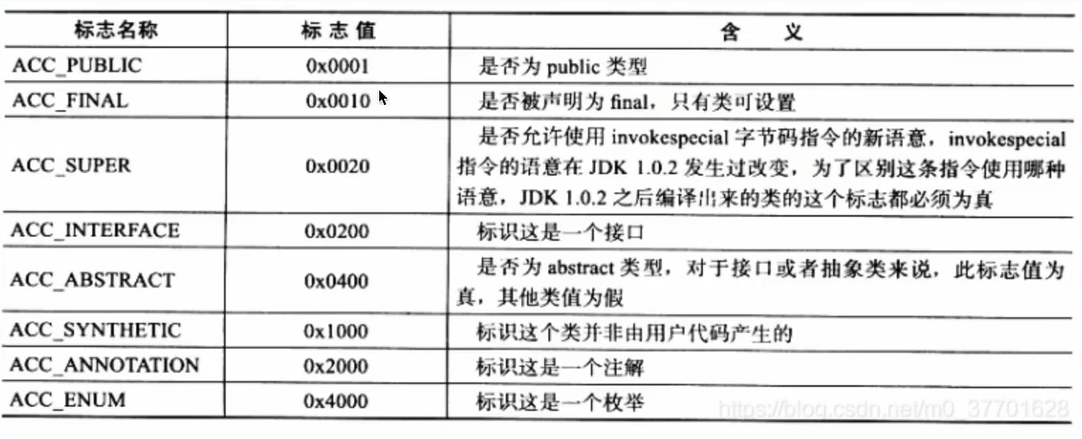 标志名称 标志值 含义
ACC_PUBLIC 0x0001 是否为 public 类型
ACC_FINAL 0x0010 是否被声明为 final，只有类可设置
是否允许使用 invokespecial 字节码指令的新语意，invokespecial
ACC_SUPER 0x0020 指令的语意在 JDK 1.0.2 发生过改变，为了区别这条指令使用哪种
语意，JDK 1.0.2 之后编译出来的类的这个标志都必须为真
ACC_INTERFACE 0x0200 标识这是一个接口
是否为 abstract 类型，对于接口或者抽象类来说，此标志值为
ACC_ABSTRACT 0x0400
真，其他类值为假
ACC_SYNTHETIC 0x1000 标识这个类并非由用户代码产生的
ACC_ANNOTATION 0x2000 标识这是一个注解
ACC_ENUM 0x4000 标识这是一个枚举
https://blog.csdn.net/m0_37701628